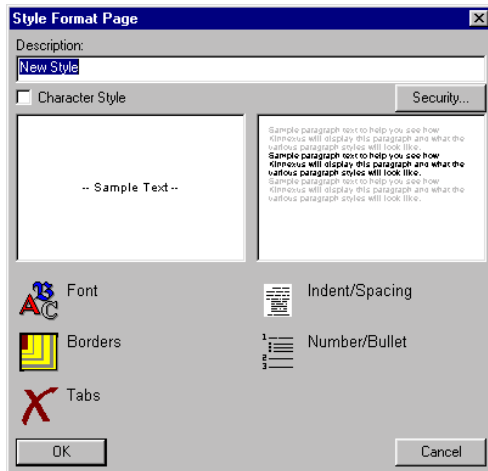 Style Format Page
Description:
New Style
Character Style
Security...
-- Sample Text --
Sample paragraph text to help you see how
Kinnexus will display this paragraph and what the
various paragraph styles will look like.
Sample paragraph text to help you see how
Kinnexus will display this paragraph and what the
various paragraph styles will look like.
Sample paragraph text to help you see how
Kinnexus will display this paragraph and what the
various paragraph styles will look like.
Font
Indent/Spacing
Borders
Number/Bullet
Tabs
OK
Cancel